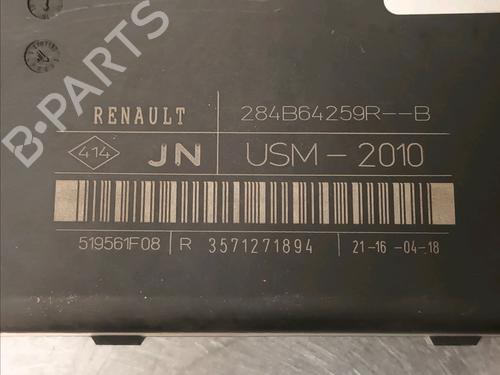 RENAULT 284B64259R--B
414 JN USM-2010
519561F08 R 3571271894 21-16-04-18
B-PARTS